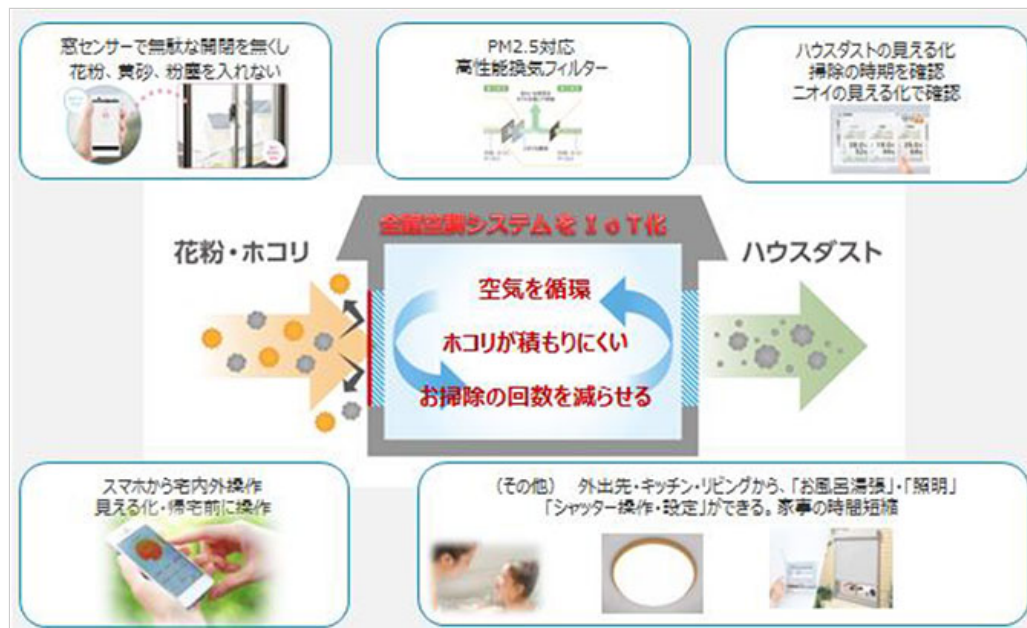 窓センサーで無駄な開閉を無くし
花粉、黄砂、粉塵を入れない
PM2.5対応
高性能換気フィルター
ハウスダストの見える化
掃除の時期を確認
ニオイの見える化で確認
全館空調システムをIoT化
花粉・ホコリ
ハウスダスト
空気を循環
ホコリが積もりにくい
お掃除の回数を減らせる
スマホから宅内外操作
見える化・帰宅前に操作
(その他) 外出先・キッチン・リビングから、「お風呂湯張」・「照明」
「シャッター操作・設定」ができる。家事の時間短縮